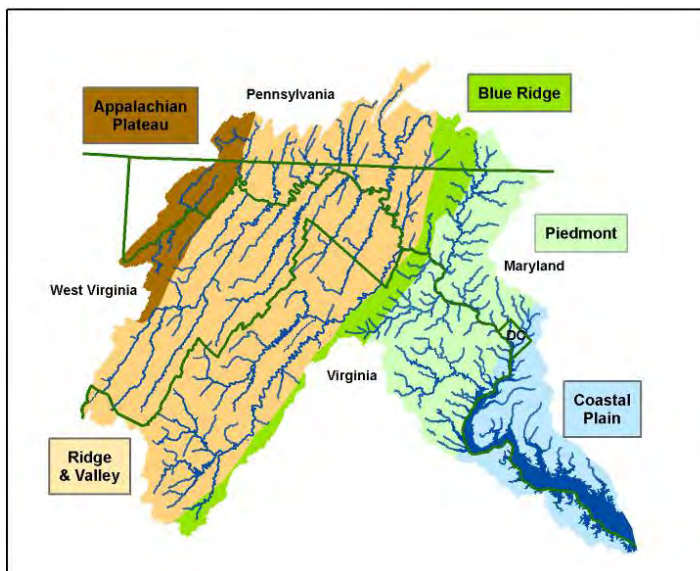 Pennsylvania
Blue Ridge
Appalachian
Plateau
Piedmont
Maryland
West Virginia
DC
Virginia
Coastal
Plain
Ridge
& Valley